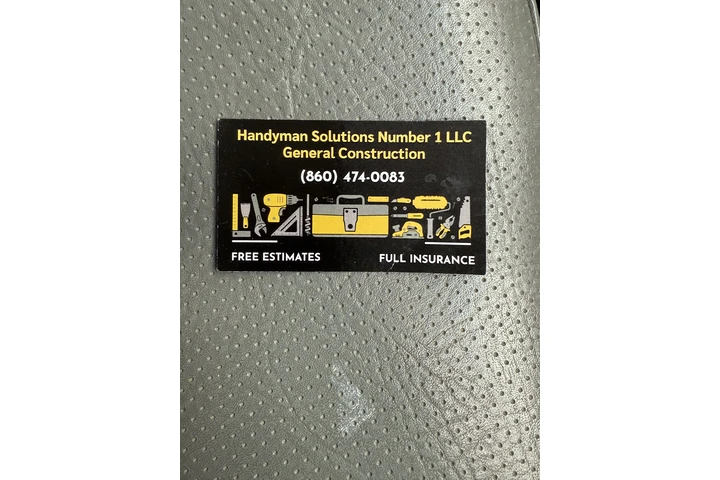 Handyman Solutions Number 1 LLC
General Construction
(860) 474-0083
FREE ESTIMATES
FULL INSURANCE